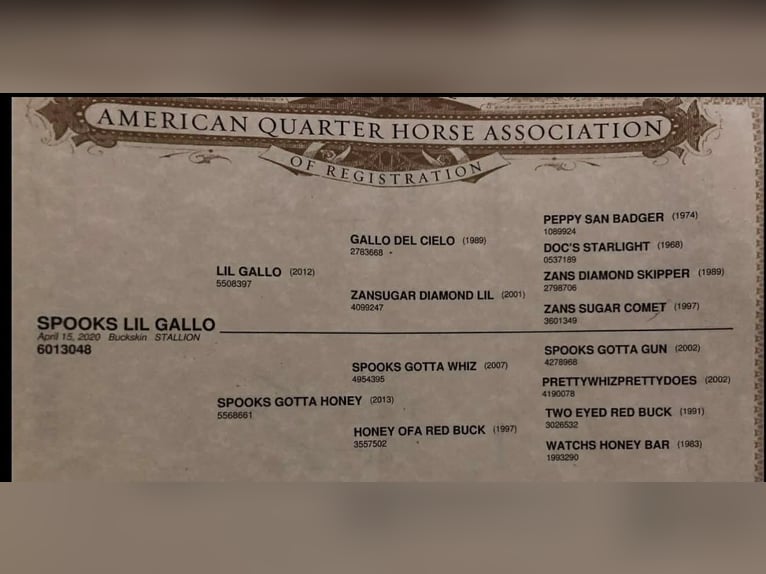 AMERICAN QUARTER HORSE ASSOCIATION
OF REGISTRATION
PEPPY SAN BADGER (1974)
1089924
GALLO DEL CIELO (1989)
2763668
DOC'S STARLIGHT (1968)
0537189
LIL GALLO (2012)
5508397
ZANS DIAMOND SKIPPER (1989)
2798706
ZANSUGAR DIAMOND LIL (2001)
4099247
ZANS SUGAR COMET (1997)
3601349
SPOOKS LIL GALLO
April 15, 2020 Buckskin STALLION
6013048
SPOOKS GOTTA GUN (2002)
4278968
SPOOKS GOTTA WHIZ (2007)
4954395
PRETTYWHIZPRETTYDOES (2002)
4190078
SPOOKS GOTTA HONEY (2013)
5568661
TWO EYED RED BUCK (1991)
3026532
HONEY OFA RED BUCK (1997)
3557502
WATCHS HONEY BAR (1983)
1993290